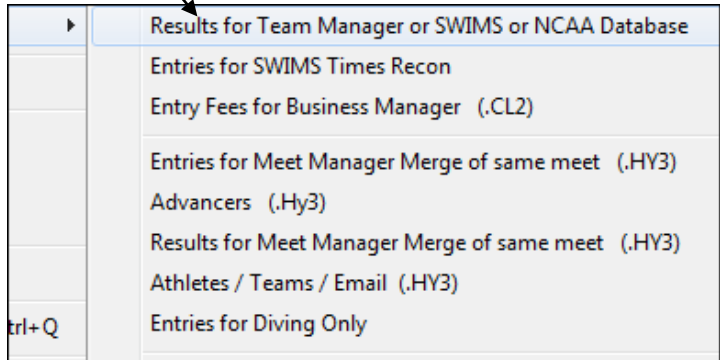 Results for Team Manager or SWIMS or NCAA Database
Entries for SWIMS Times Recon
Entry Fees for Business Manager (.CL2)
Entries for Meet Manager Merge of same meet (.HY3)
Advancers (.Hy3)
Results for Meet Manager Merge of same meet (.HY3)
Athletes / Teams / Email (.HY3)
trl+Q Entries for Diving Only